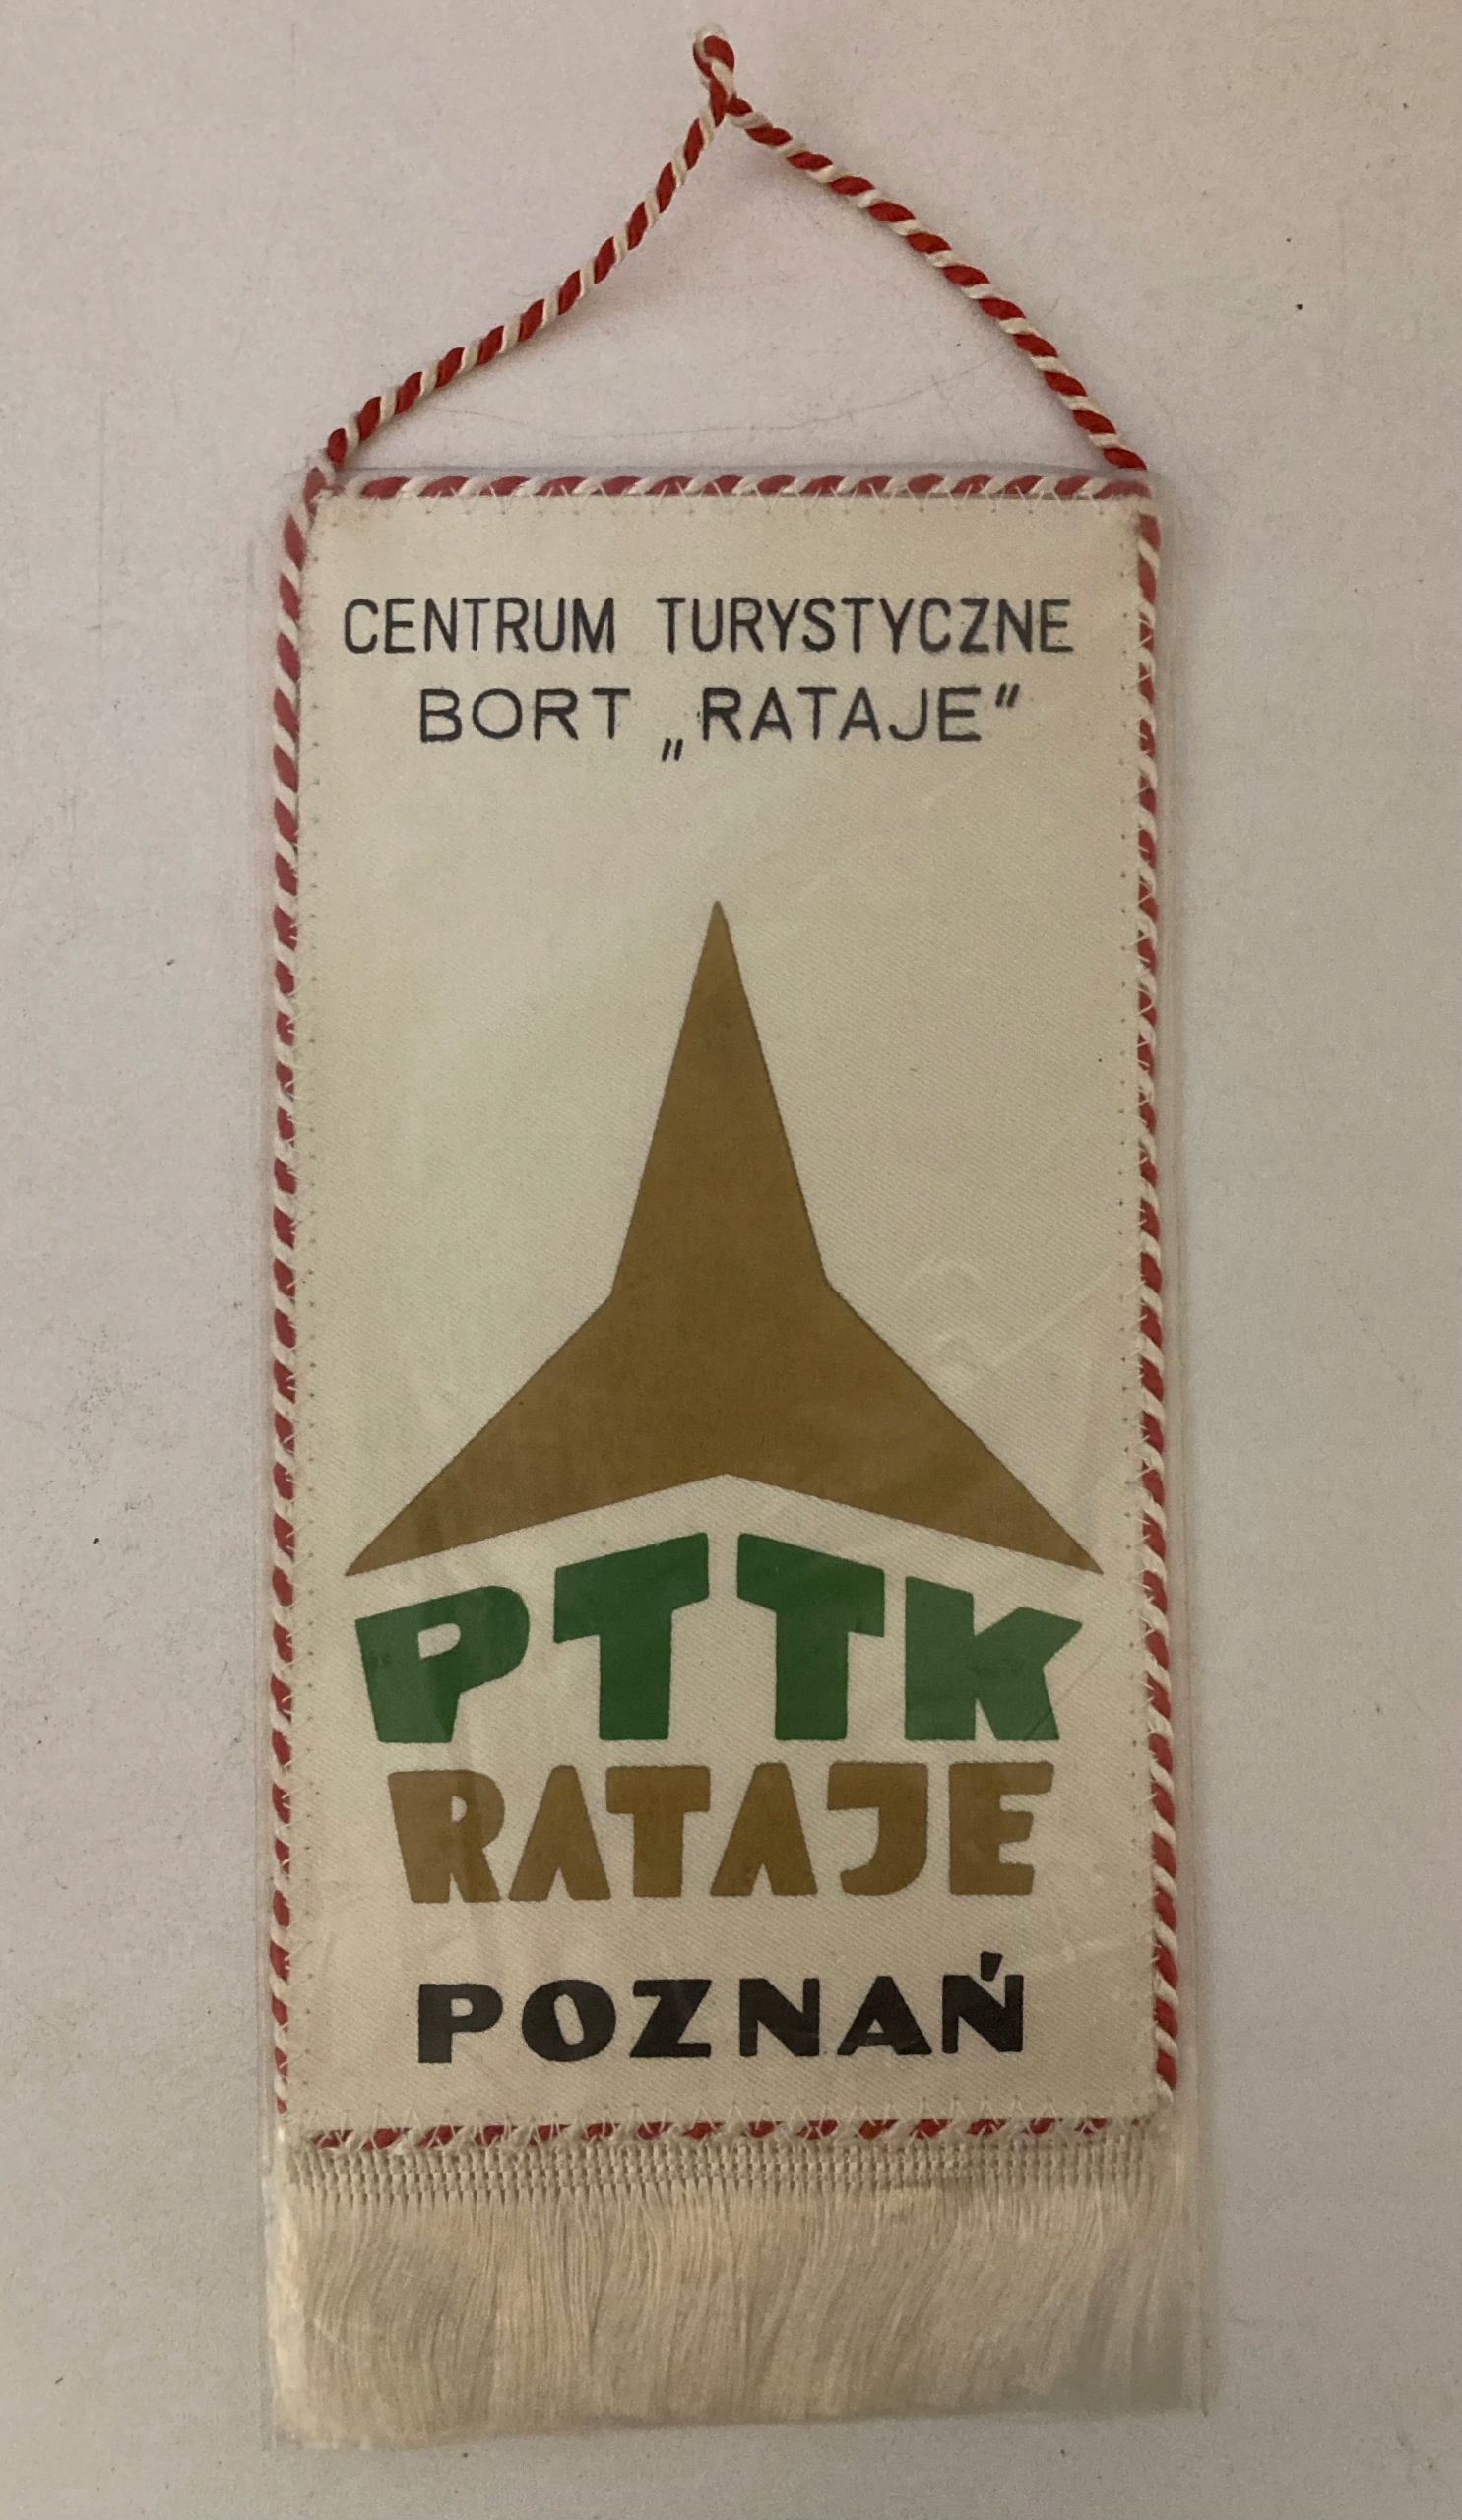 CENTRUM TURYSTYCZNE
BORT „RATAJE”
PTTK
RATAJE
POZNAŃ